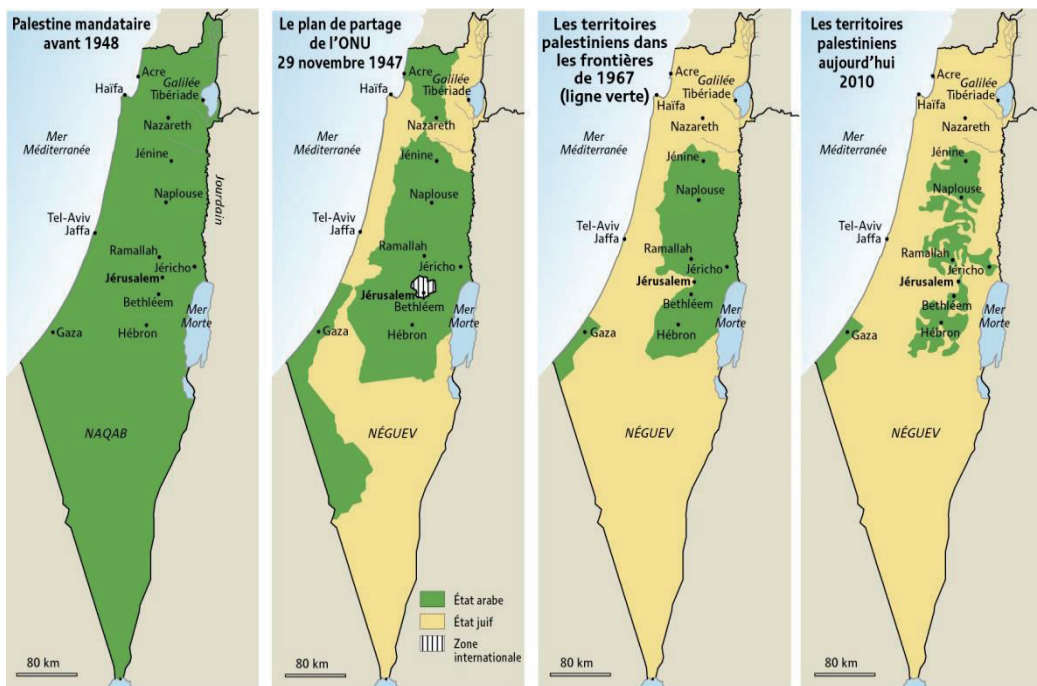 Palestine mandataire
avant 1948
Acre
Galilée
Haïfa
Tibériade
Nazareth
Mer
Méditerranée
Jénine
Jourdain
Naplouse
Tel-Aviv
Jaffa
Ramallah
Jéricho
Jérusalem
Bethléem
Mer
Morte
Hébron
Gaza
NAQAB
80 km
Le plan de partage
de l'ONU
29 novembre 1947
Acre
Galilée
Haïfa
Tibériade
Nazareth
Mer
Méditerranée
Jénine
Naplouse
Tel-Aviv
Jaffa
Ramallah
Jéricho
Jérusalem
Bethléem
Mer
Morte
Hébron
Gaza
NÉGUEV
État arabe
État juif
Zone
internationale
80 km
Les territoires
palestiniens dans
les frontières
de 1967
(ligne verte)
Acre
Galilée
Haïfa
Tibériade
Nazareth
Mer
Méditerranée
Jénine
Naplouse
Tel-Aviv
Jaffa
Ramallah
Jéricho
Jérusalem
Bethléem
Mer
Morte
Hébron
Gaza
NÉGUEV
80 km
Les territoires
palestiniens
aujourd'hui
2010
Acre
Galilée
Haïfa
Tibériade
Nazareth
Mer
Méditerranée
Jénine
Naplouse
Tel-Aviv
Jaffa
Ramallah
Jéricho
Jérusalem
Bethléem
Mer
Morte
Hébron
Gaza
NÉGUEV
80 km